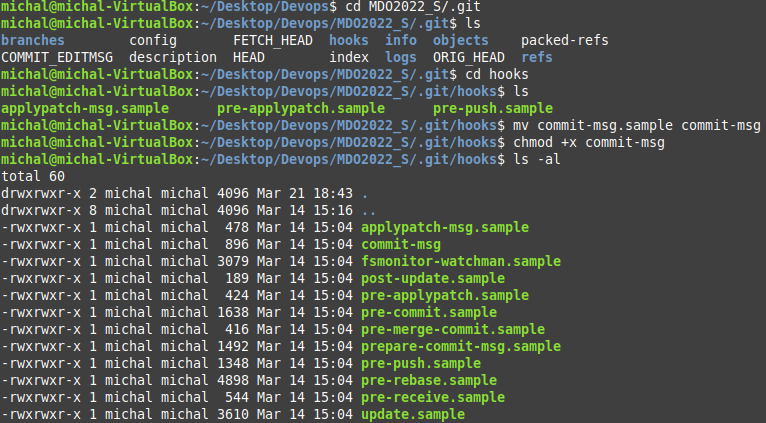 michal@michal-VirtualBox:~/Desktop/Devops$ cd MDO2022_S/.git
michal@michal-VirtualBox:~/Desktop/Devops/MDO2022_S/.git$ ls
branches        config       FETCH_HEAD  hooks  info  objects    packed-refs
COMMIT_EDITMSG  description  HEAD        index  logs  ORIG_HEAD  refs
michal@michal-VirtualBox:~/Desktop/Devops/MDO2022_S/.git$ cd hooks
michal@michal-VirtualBox:~/Desktop/Devops/MDO2022_S/.git/hooks$ ls
applypatch-msg.sample      pre-applypatch.sample      pre-push.sample
michal@michal-VirtualBox:~/Desktop/Devops/MDO2022_S/.git/hooks$ mv commit-msg.sample commit-msg
michal@michal-VirtualBox:~/Desktop/Devops/MDO2022_S/.git/hooks$ chmod +x commit-msg
michal@michal-VirtualBox:~/Desktop/Devops/MDO2022_S/.git/hooks$ ls -al
total 60
drwxrwxr-x 2 michal michal 4096 Mar 21 18:43 .
drwxrwxr-x 8 michal michal 4096 Mar 14 15:16 ..
-rwxrwxr-x 1 michal michal  478 Mar 14 15:04 applypatch-msg.sample
-rwxrwxr-x 1 michal michal  896 Mar 14 15:04 commit-msg
-rwxrwxr-x 1 michal michal 3079 Mar 14 15:04 fsmonitor-watchman.sample
-rwxrwxr-x 1 michal michal  189 Mar 14 15:04 post-update.sample
-rwxrwxr-x 1 michal michal  424 Mar 14 15:04 pre-applypatch.sample
-rwxrwxr-x 1 michal michal 1638 Mar 14 15:04 pre-commit.sample
-rwxrwxr-x 1 michal michal  416 Mar 14 15:04 pre-merge-commit.sample
-rwxrwxr-x 1 michal michal 1492 Mar 14 15:04 prepare-commit-msg.sample
-rwxrwxr-x 1 michal michal 1348 Mar 14 15:04 pre-push.sample
-rwxrwxr-x 1 michal michal 4898 Mar 14 15:04 pre-rebase.sample
-rwxrwxr-x 1 michal michal  544 Mar 14 15:04 pre-receive.sample
-rwxrwxr-x 1 michal michal 3610 Mar 14 15:04 update.sample